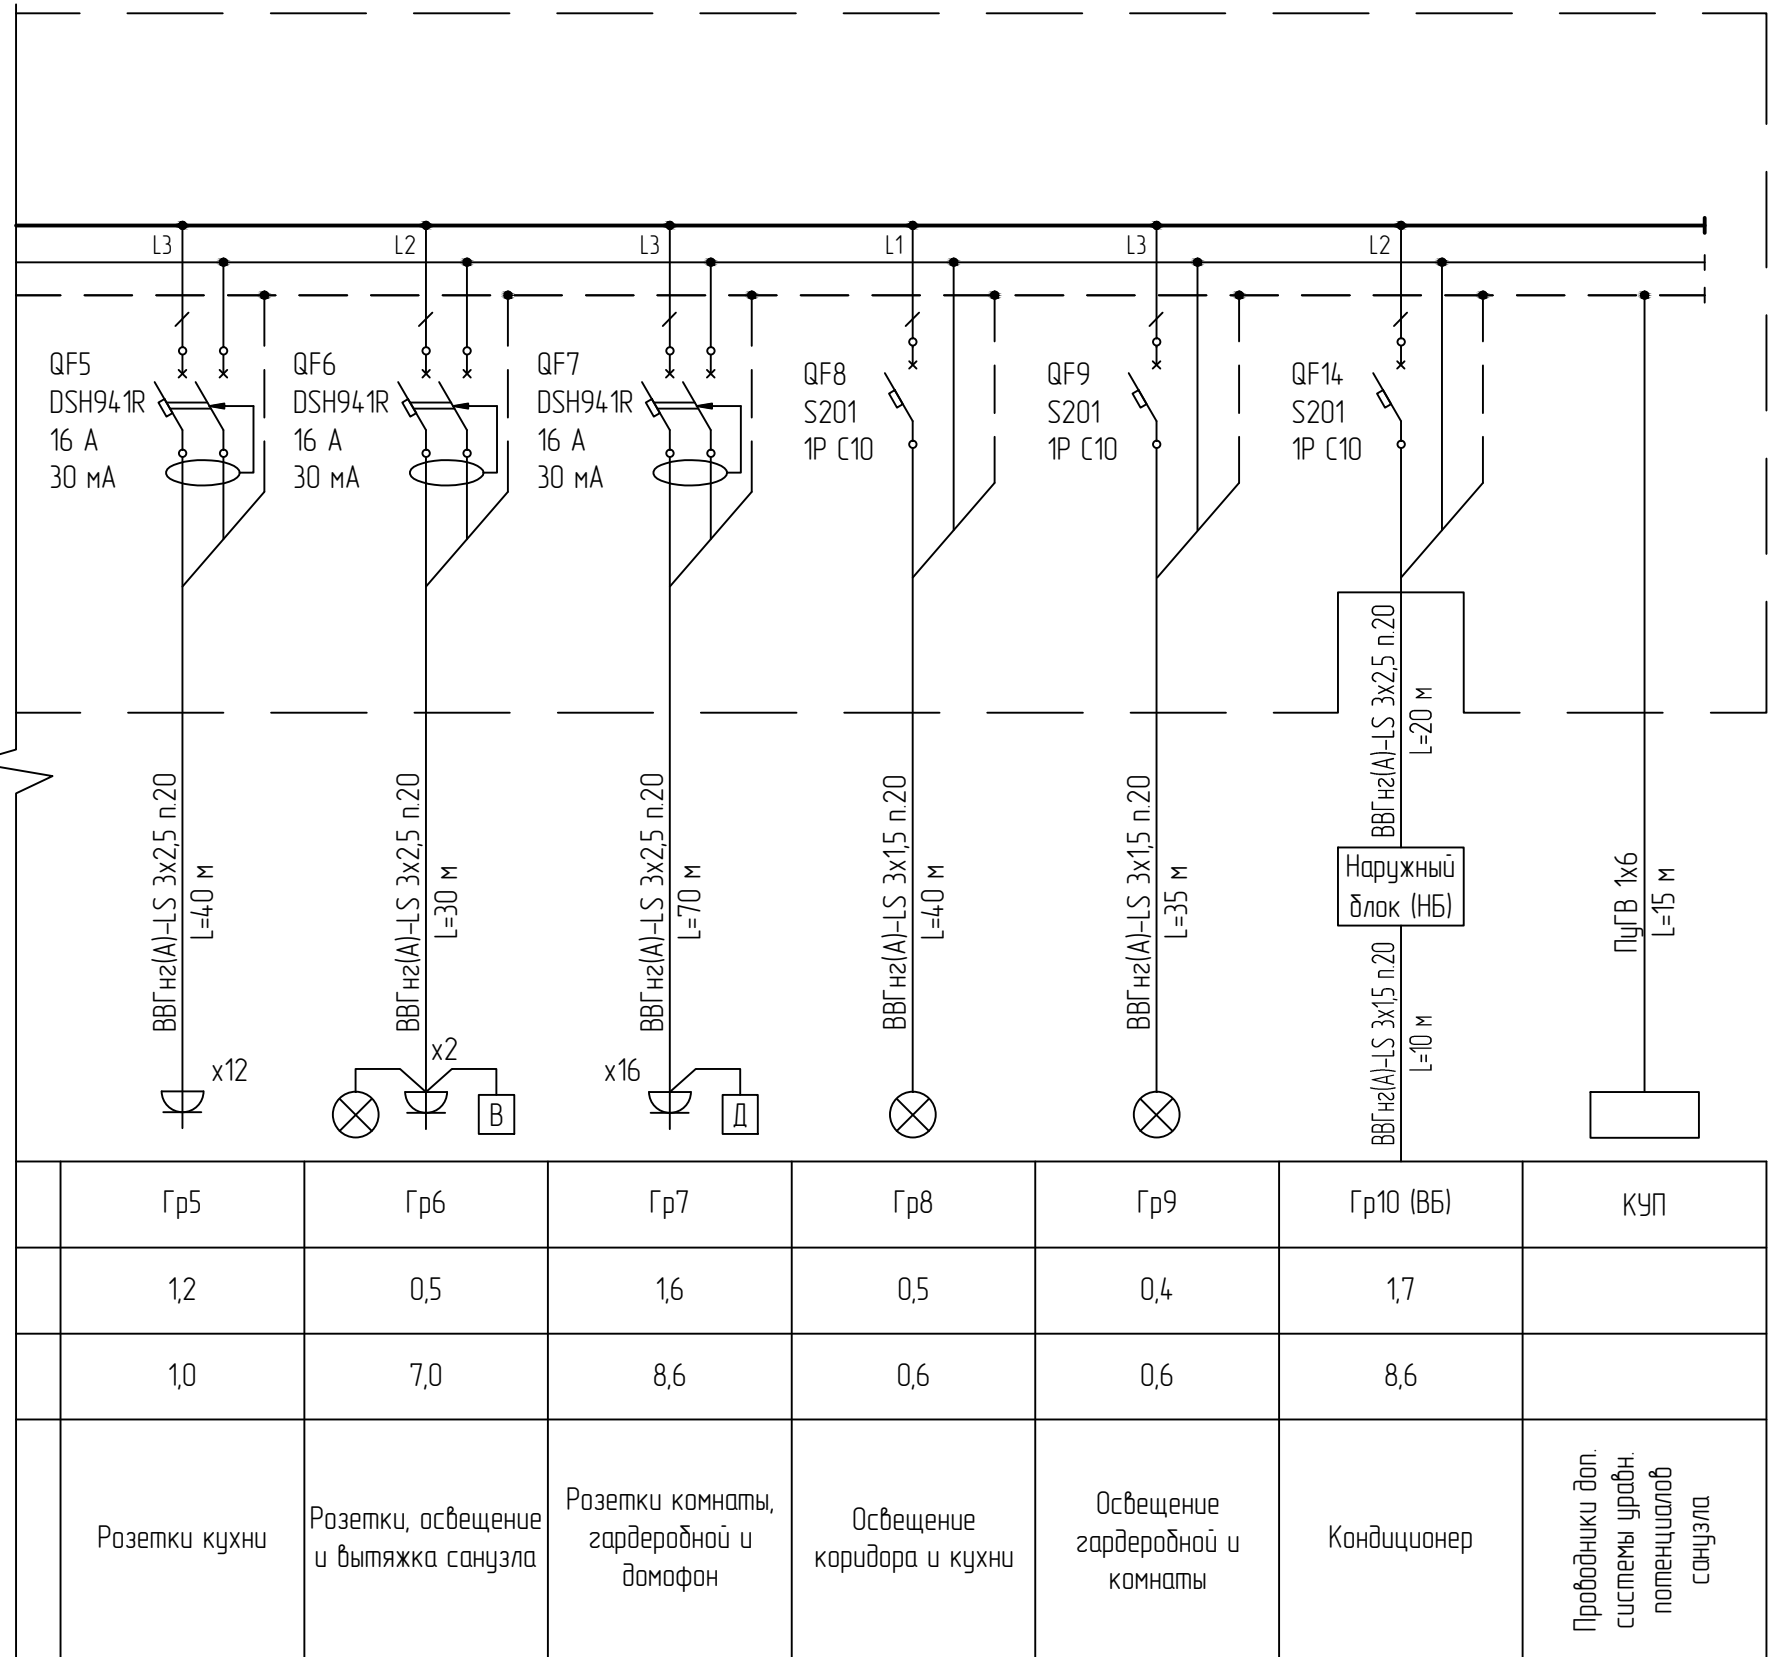 L3
L2
L3
L1
L3
L2
QF5
DSH941R
16 А
30 мА
QF6
DSH941R
16 А
30 мА
QF7
DSH941R
16 А
30 мА
QF8
S201
1P C10
QF9
S201
1P C10
QF14
S201
1P C10
ВВГнг(А)-LS 3х2,5 п.20
L=40 м
ВВГнг(А)-LS 3х2,5 п.20
L=30 м
ВВГнг(А)-LS 3х2,5 п.20
L=70 м
ВВГнг(А)-LS 3х1,5 п.20
L=40 м
ВВГнг(А)-LS 3х1,5 п.20
L=35 м
ВВГнг(А)-LS 3х2,5 п.20
L=20 м
Наружный
блок (НБ)
ВВГнг(А)-LS 3х1,5 п.20
L=10 м
ПуГВ 1х6
L=15 м
х12
х2
В
х16
Д
Гр5
Гр6
Гр7
Гр8
Гр9
Гр10 (ВБ)
КУП
1,2
0,5
1,6
0,5
0,4
1,7
1,0
7,0
8,6
0,6
0,6
8,6
Розетки кухни
Розетки, освещение
и вытяжка санузла
Розетки комнаты,
гардеробной и
домофон
Освещение
коридора и кухни
Освещение
гардеробной и
комнаты
Кондиционер
Проводники доп.
системы уравн.
потенциалов
санузла